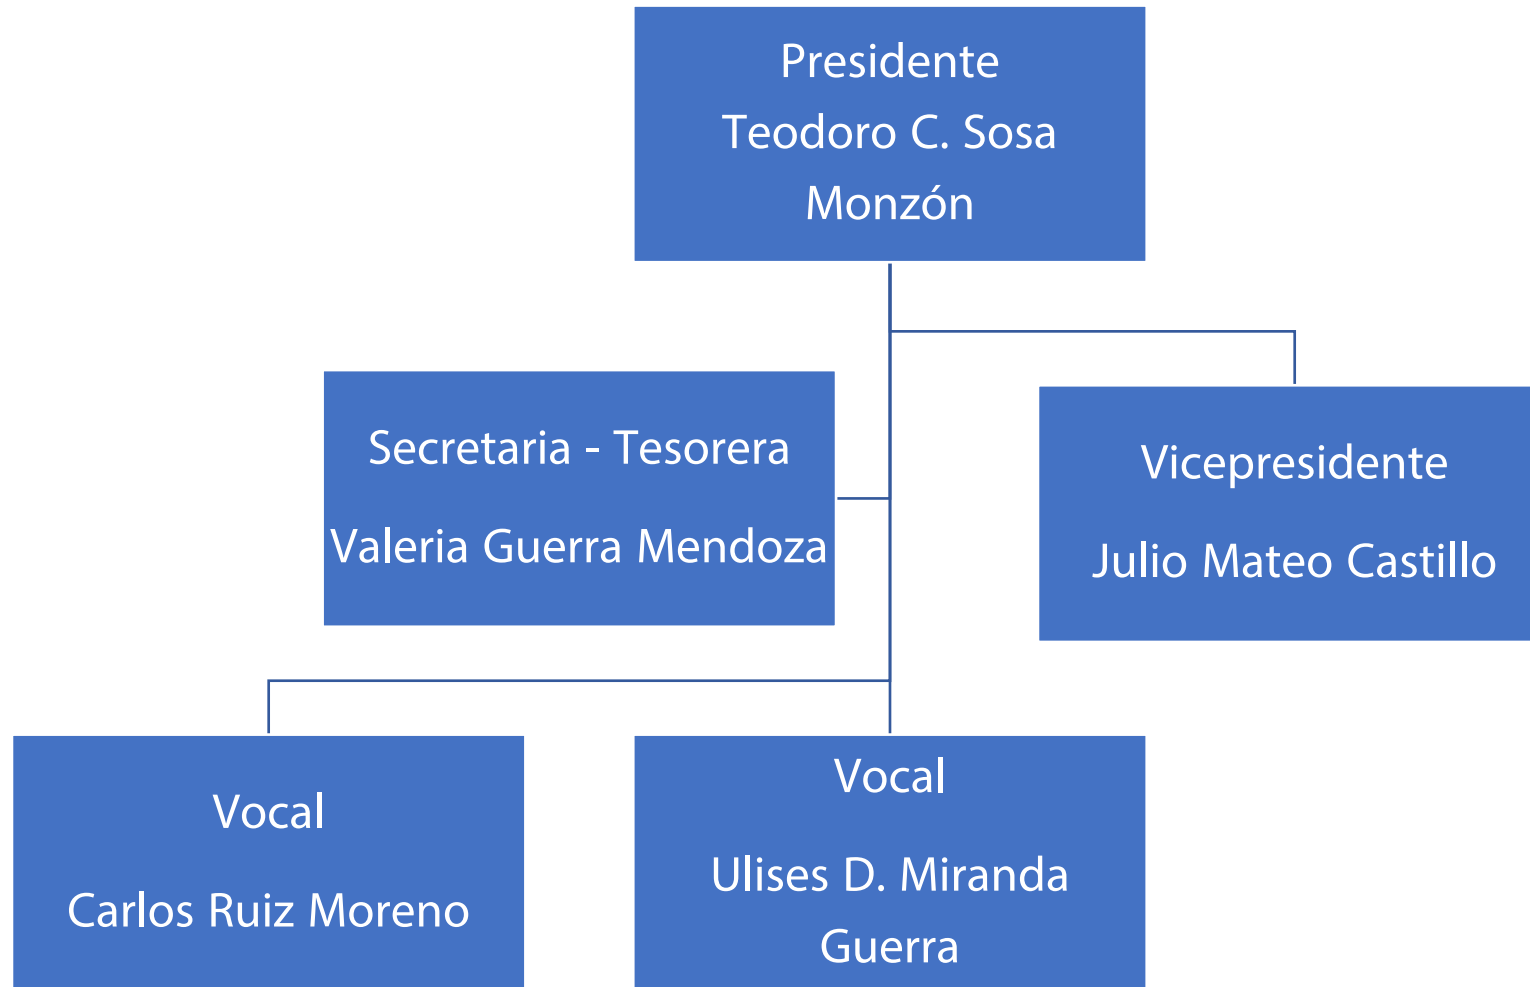 Presidente
Teodoro C. Sosa
Monzón
Secretaria - Tesorera
Valeria Guerra Mendoza
Vicepresidente
Julio Mateo Castillo
Vocal
Carlos Ruiz Moreno
Vocal
Ulises D. Miranda
Guerra